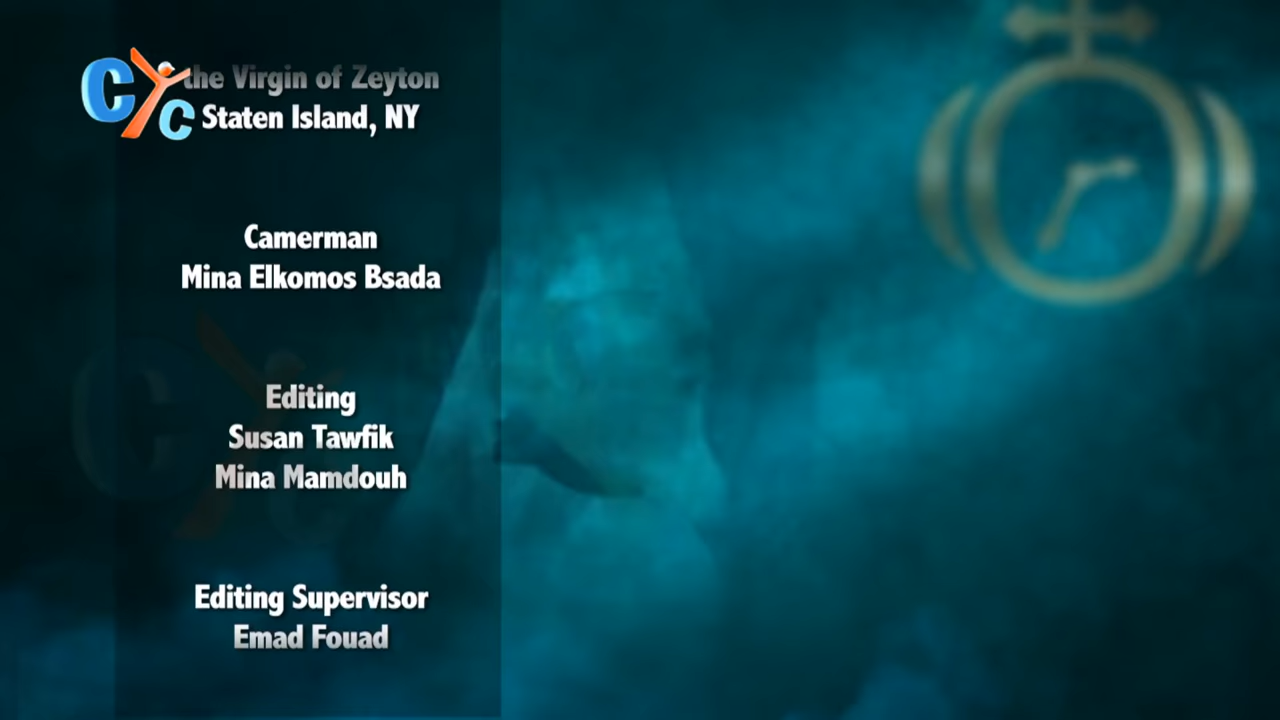 CYC
the Virgin of Zeyton
Staten Island, NY
Camerman
Mina Elkomos Bsada
Editing
Susan Tawfik
Mina Mamdouh
Editing Supervisor
Emad Fouad